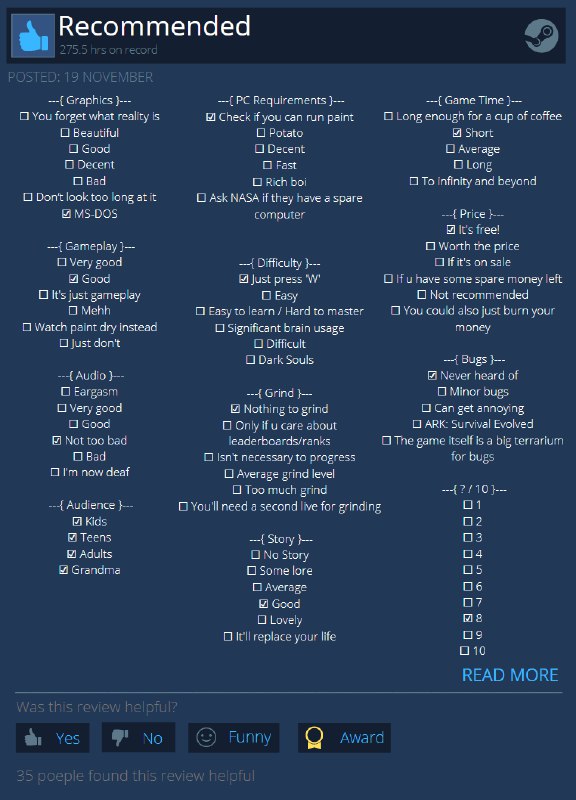 Recommended
275.5 hrs on record
POSTED: 19 NOVEMBER
---{ Graphics }---
☐ You forget what reality is
☐ Beautiful
☐ Good
☐ Decent
☐ Bad
☐ Don't look too long at it
☑ MS-DOS
---{ Gameplay }---
☐ Very good
☑ Good
☐ It's just gameplay
☐ Mehh
☐ Watch paint dry instead
☐ Just don't
---{ Audio }---
☐ Eargasm
☐ Very good
☐ Good
☑ Not too bad
☐ Bad
☐ I'm now deaf
---{ Audience }---
☑ Kids
☑ Teens
☑ Adults
☑ Grandma
---{ PC Requirements }---
☑ Check if you can run paint
☐ Potato
☐ Decent
☐ Fast
☐ Rich boi
☐ Ask NASA if they have a spare
computer
---{ Difficulty }---
☑ Just press 'W'
☐ Easy
☐ Easy to learn / Hard to master
☐ Significant brain usage
☐ Difficult
☐ Dark Souls
---{ Grind }---
☑ Nothing to grind
☐ Only if u care about
leaderboards/ranks
☐ Isn't necessary to progress
☐ Average grind level
☐ Too much grind
☐ You'll need a second live for grinding
---{ Story }---
☐ No Story
☐ Some lore
☐ Average
☑ Good
☐ Lovely
☐ It'll replace your life
---{ Game Time }---
☐ Long enough for a cup of coffee
☑ Short
☐ Average
☐ Long
☐ To infinity and beyond
---{ Price }---
☑ It's free!
☐ Worth the price
☐ If it's on sale
☐ If u have some spare money left
☐ Not recommended
☐ You could also just burn your
money
---{ Bugs }---
☑ Never heard of
☐ Minor bugs
☐ Can get annoying
☐ ARK: Survival Evolved
☐ The game itself is a big terrarium
for bugs
---{ ? / 10 }---
☐ 1
☐ 2
☐ 3
☐ 4
☐ 5
☐ 6
☐ 7
☑ 8
☐ 9
☐ 10
READ MORE
Was this review helpful?
Yes
No
Funny
Award
35 poeple found this review helpful